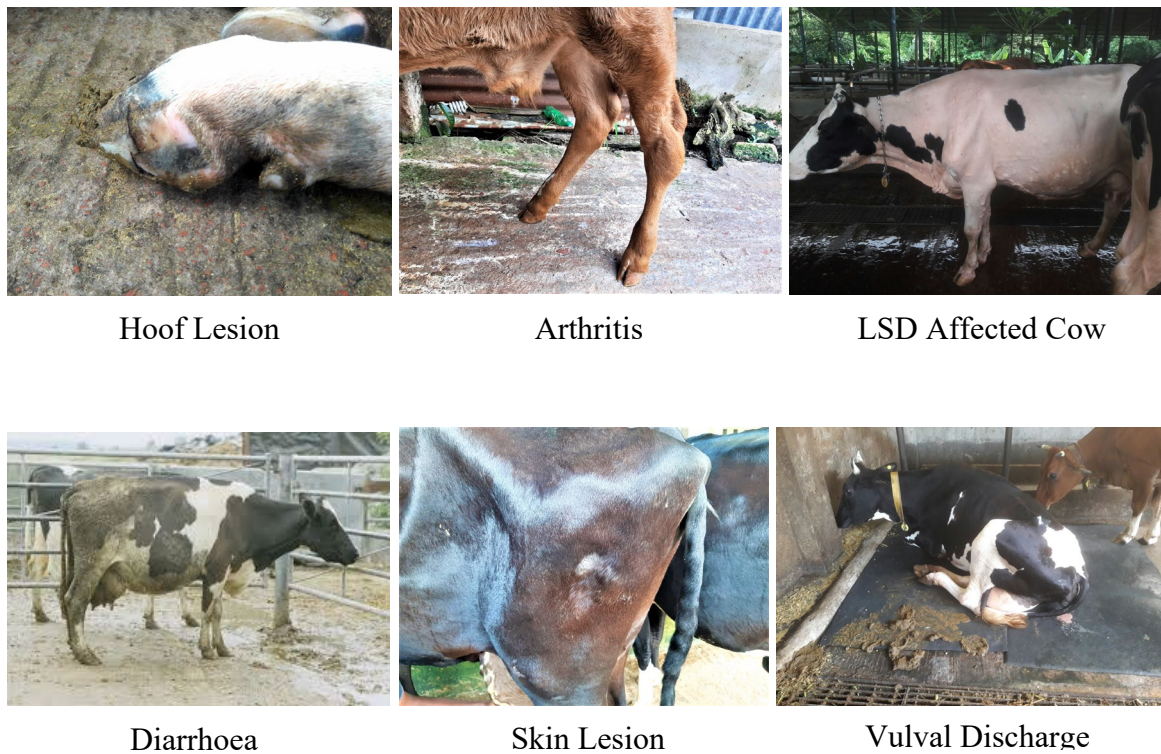 Hoof Lesion
Arthritis
LSD Affected Cow
Diarrhoea
Skin Lesion
Vulval Discharge